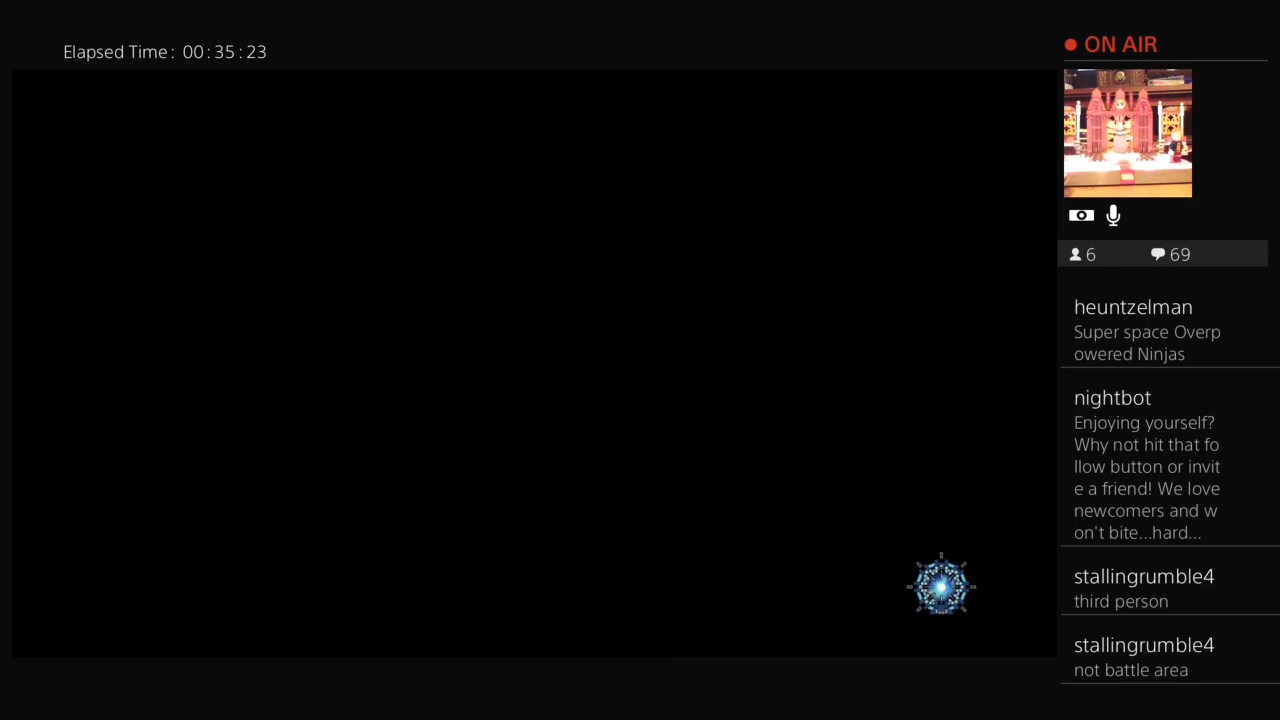 Elapsed Time: 00:35:23
ON AIR
6 69
heuntzelman
Super space Overp
owered Ninjas
nightbot
Enjoying yourself?
Why not hit that fo
llow button or invit
e a friend! We love
newcomers and w
on't bite...hard...
stallingrumble4
third person
stallingrumble4
not battle area